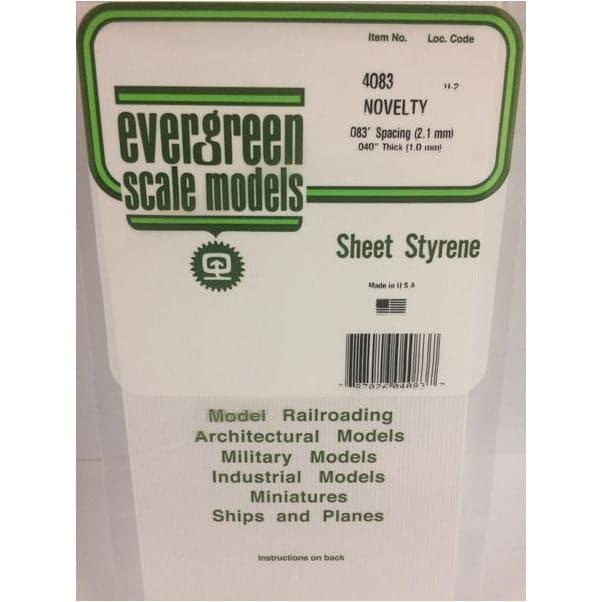 Item No. Loc. Code
4083
NOVELTY
.083" Spacing (2.1 mm)
.040" Thick (1.0 mm)
evergreen
scale models
Sheet Styrene
Made in U S A
Model Railroading
Architectural Models
Military Models
Industrial Models
Miniatures
Ships and Planes
Instructions on back